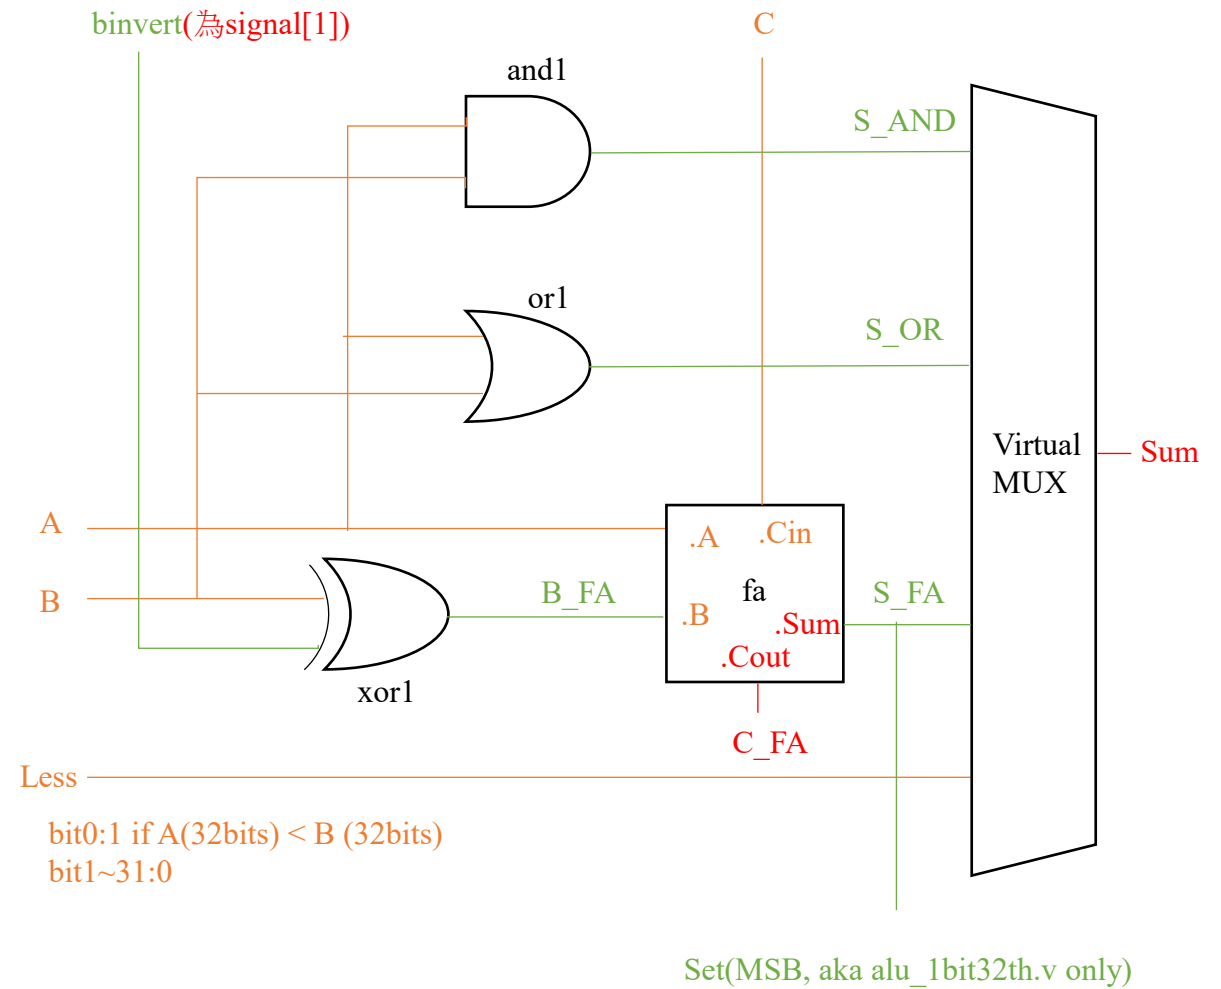 binvert(為signal[1])
C
and1
S_AND
or1
S_OR
Virtual
MUX
Sum
A
.A
.Cin
B
B_FA
fa
S_FA
.B
.Sum
.Cout
xor1
C_FA
Less
bit0:1 if A(32bits) < B (32bits)
bit1~31:0
Set(MSB, aka alu_1bit32th.v only)